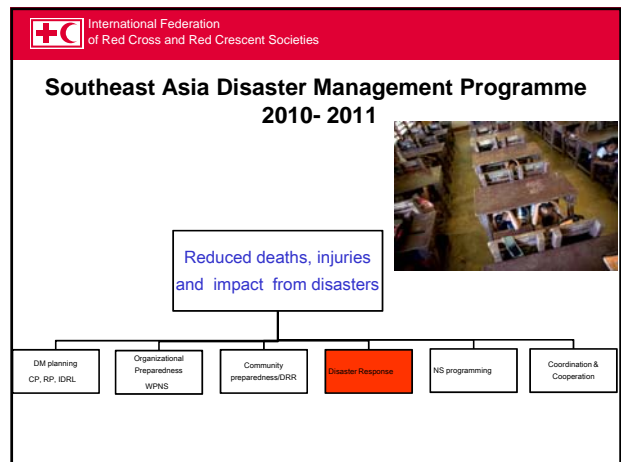 International Federation
of Red Cross and Red Crescent Societies
Southeast Asia Disaster Management Programme
2010- 2011
Reduced deaths, injuries
and impact from disasters
DM planning
CP, RP, IDRL
Organizational
Preparedness
WPNS
Community
preparedness/DRR
Disaster Response
NS programming
Coordination &
Cooperation